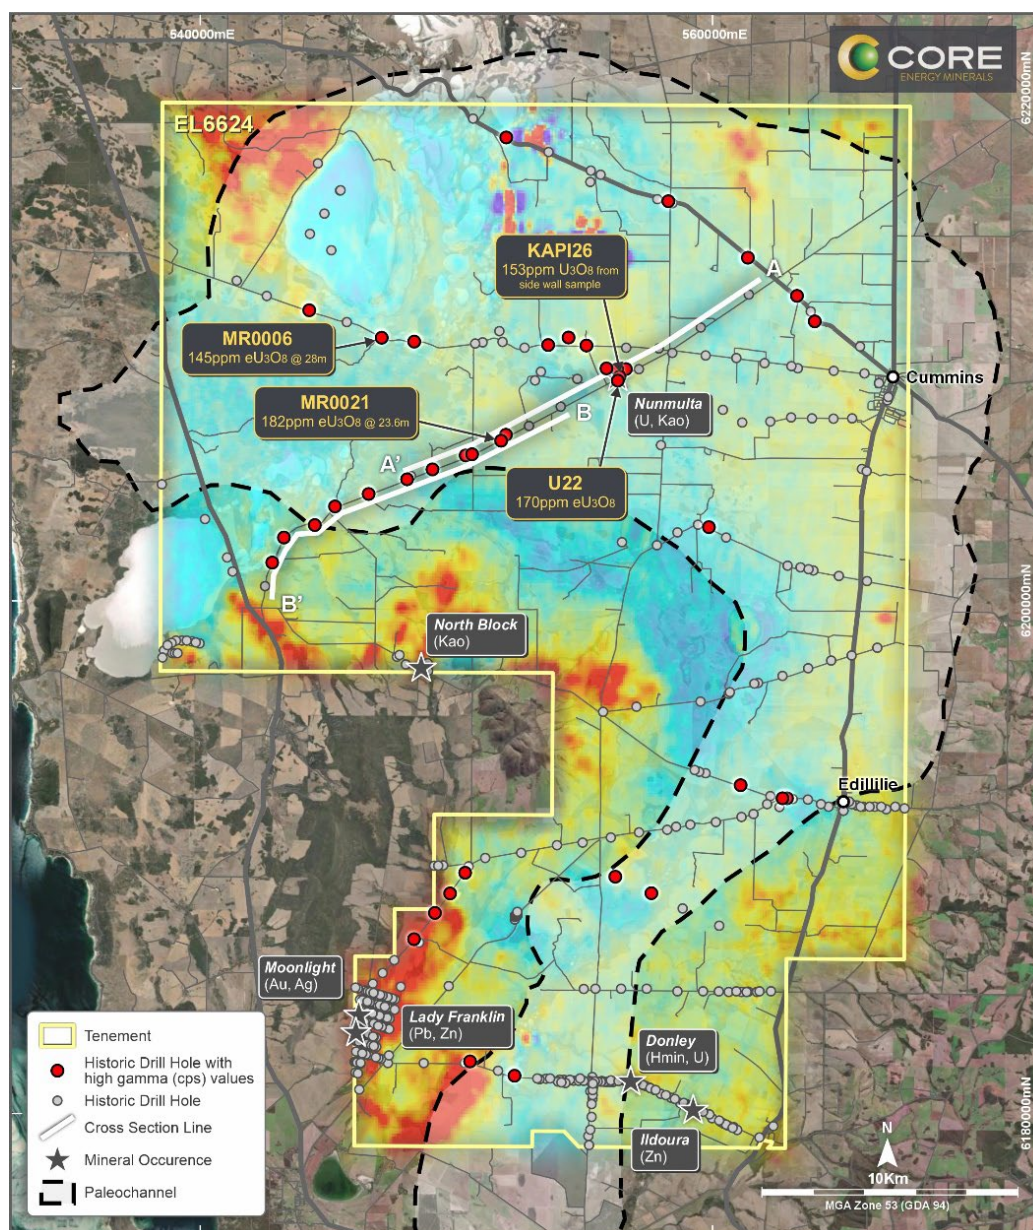 540000mE
560000mE
CORE
ENERGY MINERALS
6220000mN
EL6624
KAPI26
153ppm U3O8 from
side wall sample
A
MR0006
145ppm eU3O8 @ 28m
Cummins
MR0021
182ppm eU3O8 @ 23.6m
B
Nunmulta
(U, Kao)
A'
U22
170ppm eU3O8
B'
6200000mN
North Block
(Kao)
Edillilie
Moonlight
(Au, Ag)
Lady Franklin
(Pb, Zn)
Donley
(Hmin, U)
Ildoura
(Zn)
6180000mN
Tenement
Historic Drill Hole with
high gamma (cps) values
Historic Drill Hole
Cross Section Line
Mineral Occurence
Paleochannel
N
10Km
MGA Zone 53 (GDA 94)